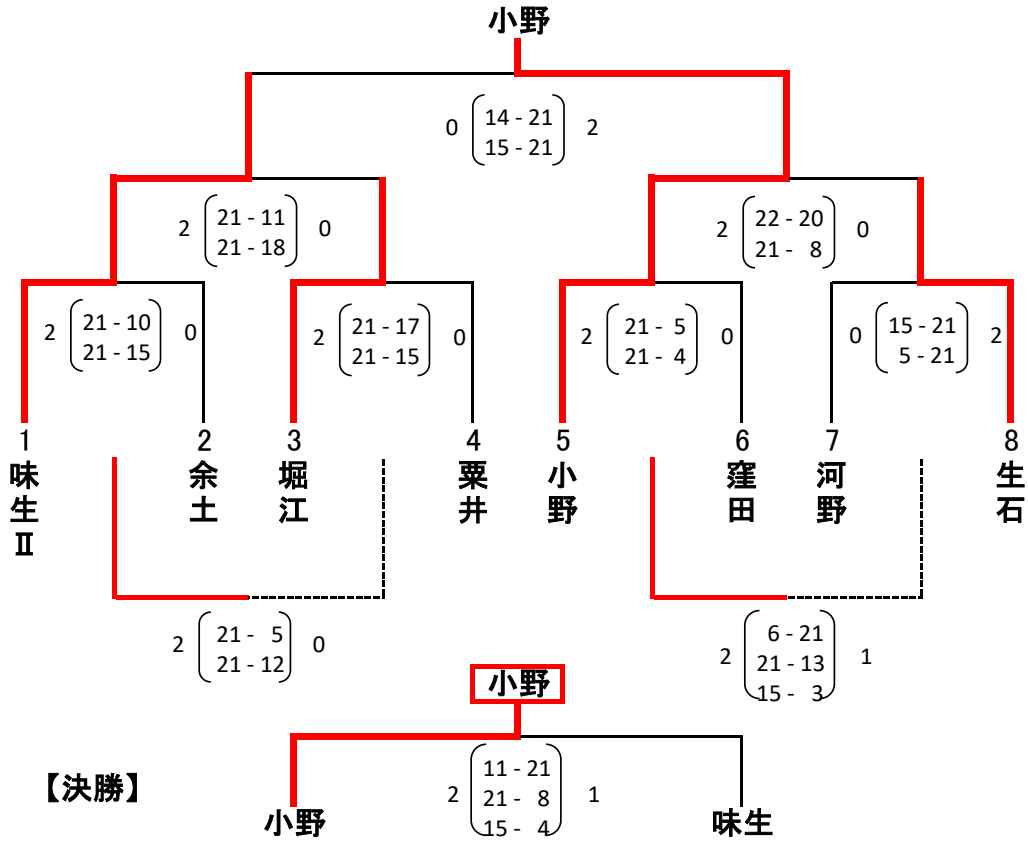 小野
0 14 - 21 2
15 - 21
2 21 - 11 0
21 - 18
2 22 - 20 0
21 - 8
2 21 - 10 0
21 - 15
2 21 - 17 0
21 - 15
2 21 - 5 0
21 - 4
0 15 - 21 2
5 - 21
1 2 3 4 5 6 7 8
味生Ⅱ
余土
堀江
粟井
小野
窪田
河野
生石
2 21 - 5 0
21 - 12
2 6 - 21 1
21 - 13
15 - 3
小野
【決勝】
2 11 - 21 1
21 - 8
15 - 4
小野 味生